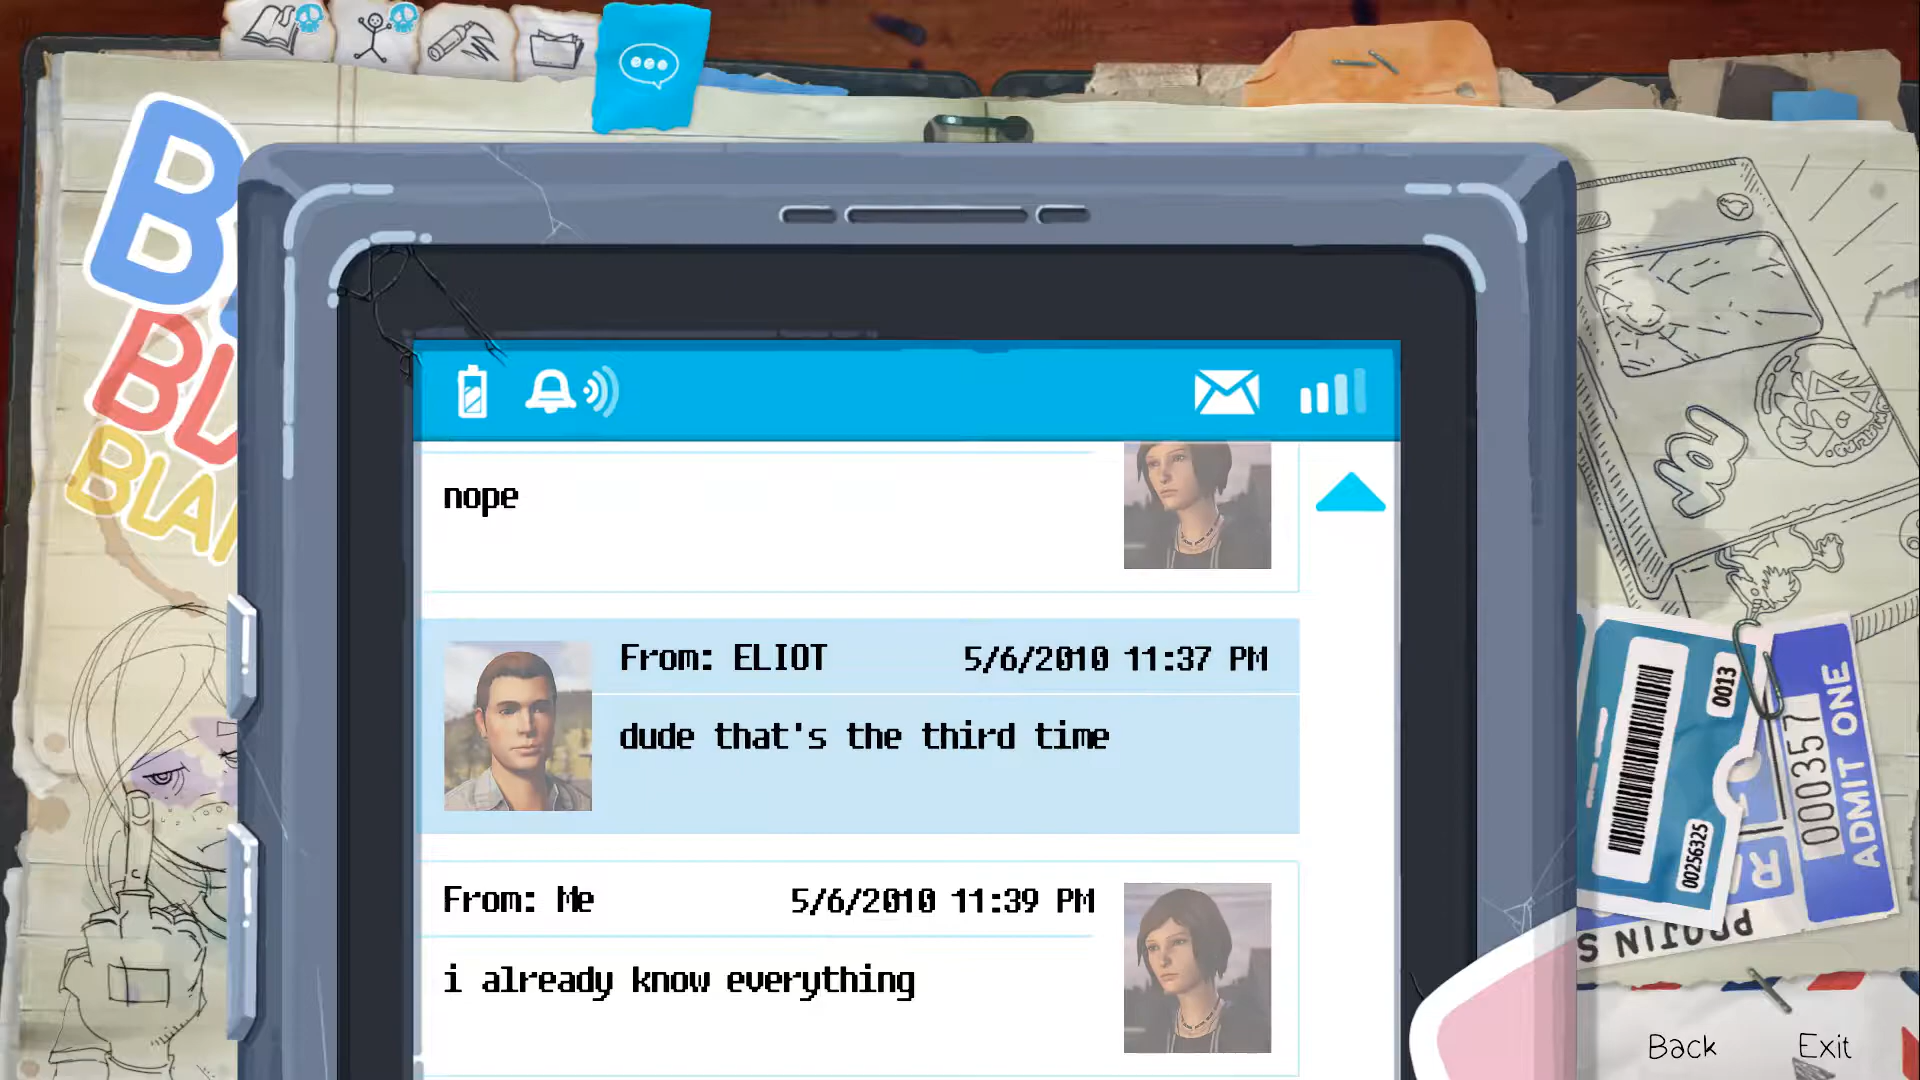 nope
From: ELIOT 5/6/2010 11:37 PM
dude that's the third time
From: Me 5/6/2010 11:39 PM
i already know everything
0013
00256325
000357
ADMIT ONE
Back
Exit